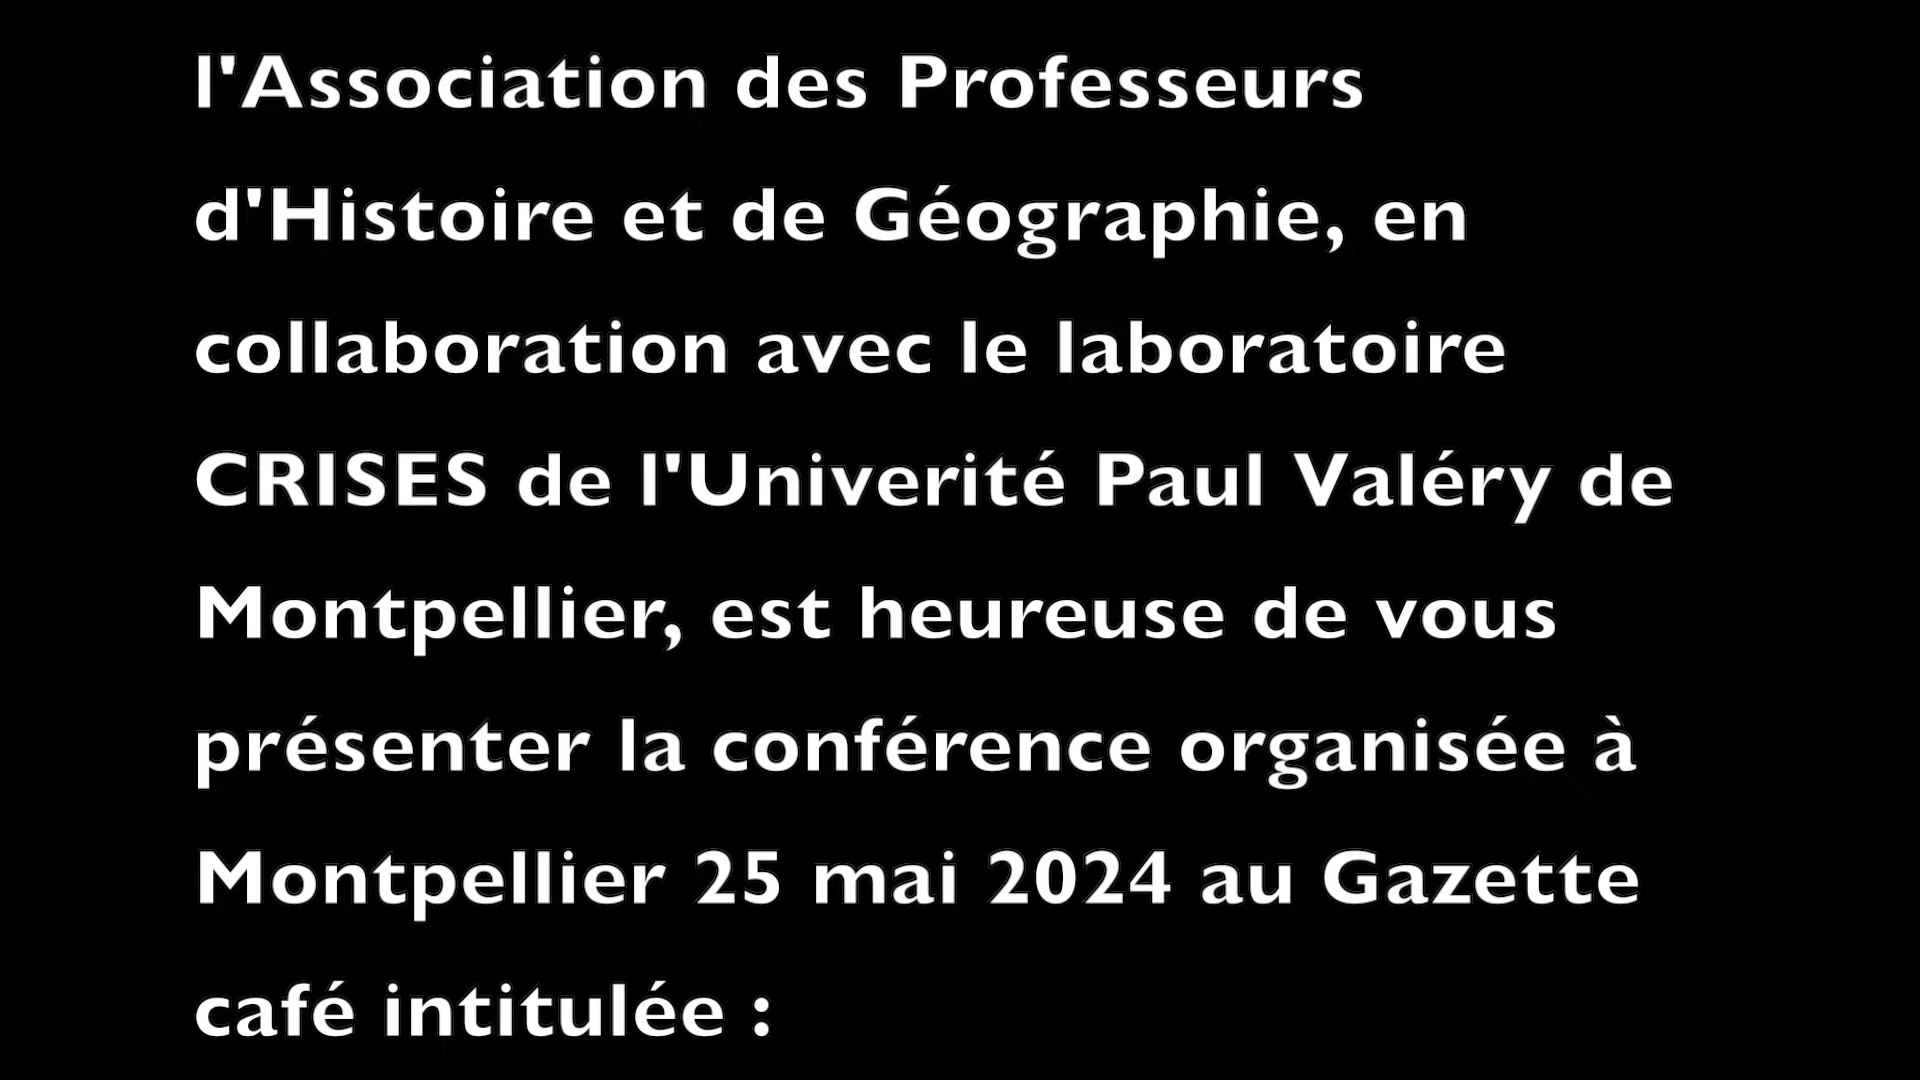 l'Association des Professeurs
d'Histoire et de Géographie, en
collaboration avec le laboratoire
CRISES de l'Univerité Paul Valéry de
Montpellier, est heureuse de vous
présenter la conférence organisée à
Montpellier 25 mai 2024 au Gazette
café intitulée :